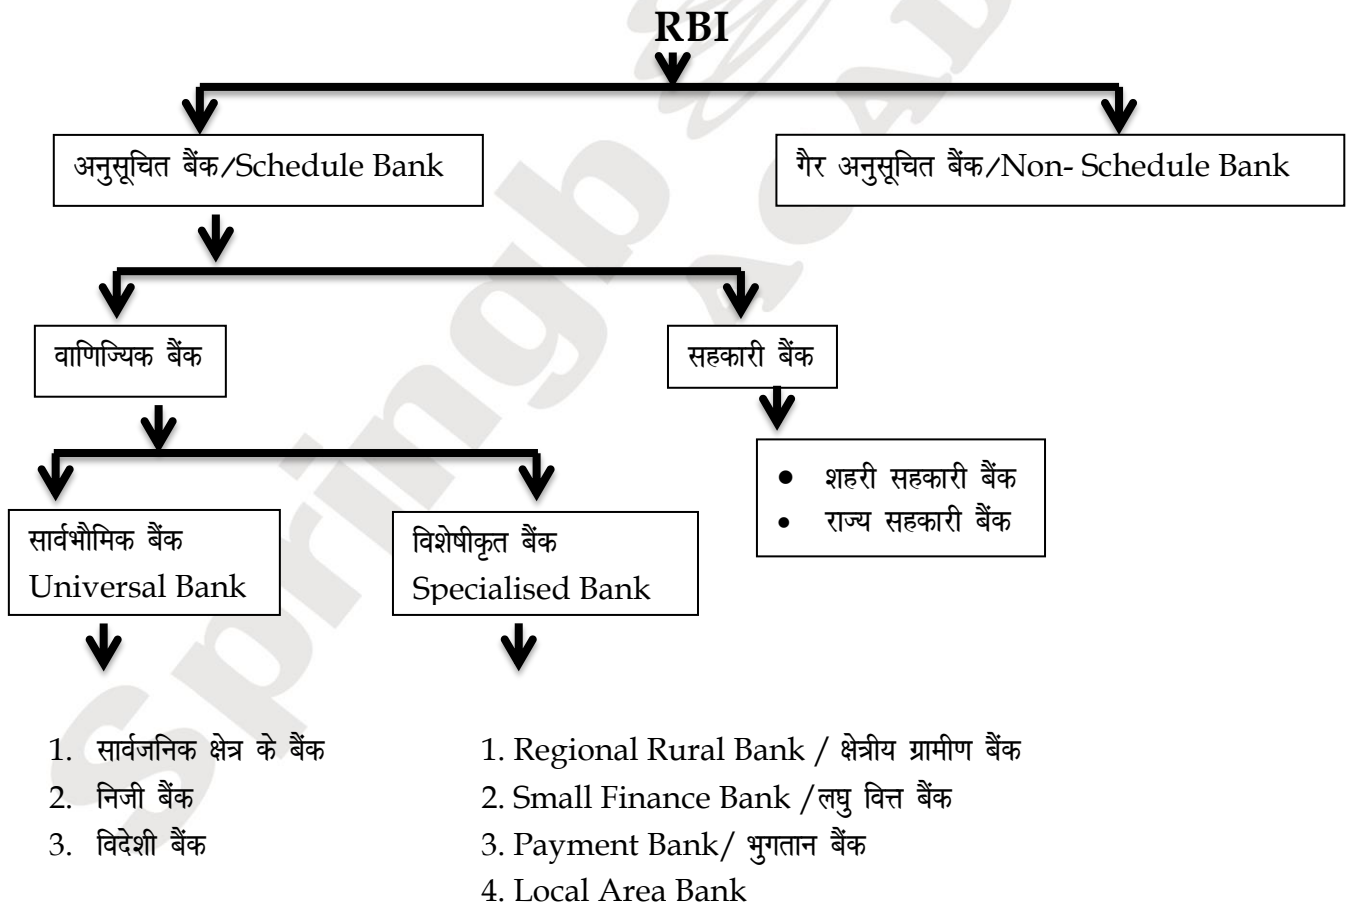 RBI
अनुसूचित बैंक/Schedule Bank
गैर अनुसूचित बैंक/Non- Schedule Bank
वाणिज्यिक बैंक
सहकारी बैंक
• शहरी सहकारी बैंक
• राज्य सहकारी बैंक
सार्वभौमिक बैंक
Universal Bank
विशेषीकृत बैंक
Specialised Bank
1. सार्वजनिक क्षेत्र के बैंक
2. निजी बैंक
3. विदेशी बैंक
1. Regional Rural Bank / क्षेत्रीय ग्रामीण बैंक
2. Small Finance Bank /लघु वित्त बैंक
3. Payment Bank/ भुगतान बैंक
4. Local Area Bank
Springb
ACAD